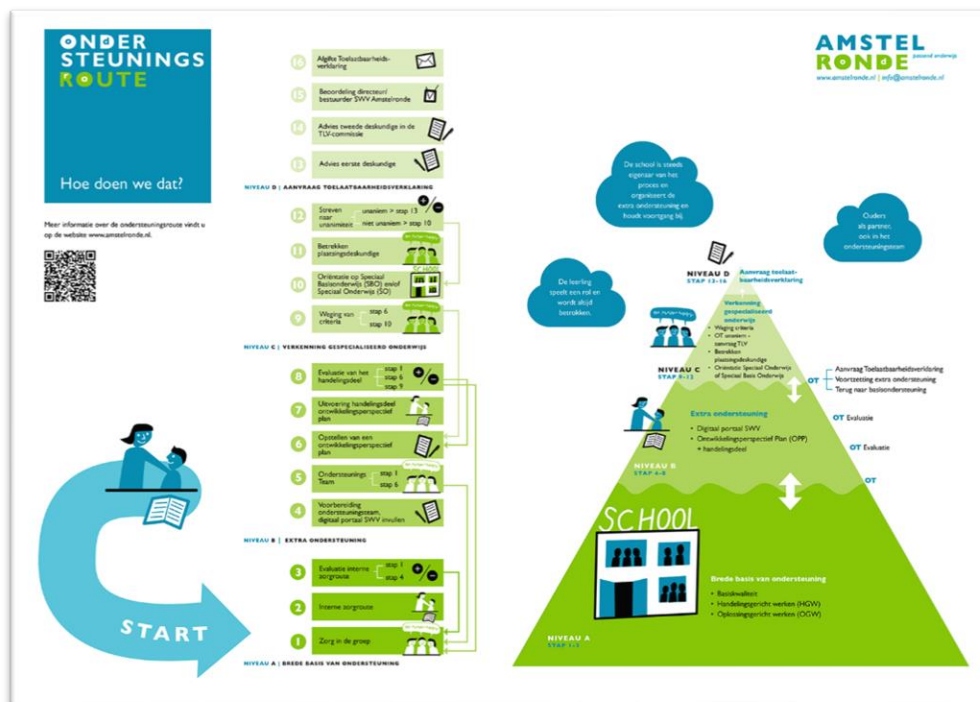 ONDER
STEUNINGS
ROUTE
Hoe doen we dat?
Meer informatie over de ondersteuningsroute vindt u
op de website www.amstelronde.nl.
START
16 Afgifte Toelaatbaarheids-
verklaring
15 Beoordeling directeur/
bestuurder SWV Amstelronde
14 Advies tweede deskundige in de
TLV-commissie
13 Advies eerste deskundige
NIVEAU D | AANVRAAG TOELAATBAARHEIDSVERKLARING
12 Streven
naar
unanimiteit
unaniem > stap 13
niet unaniem > stap 10
11 Betrekken
plaatsingsdeskundige
SCHOOL
10 Oriëntatie op Speciaal
Basisonderwijs (SBO) en/of
Speciaal Onderwijs (SO)
9 Weging van
criteria
stap 6
stap 10
NIVEAU C | VERKENNING GESPECIALISEERD ONDERWIJS
8 Evaluatie van het
handelingsdeel
stap 1
stap 6
stap 9
7 Uitvoering handelingsdeel
ontwikkelingsperspectief
plan
6 Opstellen van een
ontwikkelingsperspectief
plan
5 Ondersteunings
Team
stap 1
stap 6
4 Voorbereiding
ondersteuningsteam,
digitaal portaal SWV invullen
NIVEAU B | EXTRA ONDERSTEUNING
3 Evaluatie interne
zorgroute
stap 1
stap 4
2 Interne zorgroute
1 Zorg in de groep
NIVEAU A | BREDE BASIS VAN ONDERSTEUNING
AMSTEL
RONDE passend onderwijs
www.amstelronde.nl | info@amstelronde.nl
De school is steeds
eigenaar van het
proces en
organiseert de
extra ondersteuning en
houdt voortgang bij.
Ouders
als partner,
ook in het
ondersteuningsteam
De leerling
speelt een rol en
wordt altijd
betrokken.
NIVEAU D
STAP 13-16
Aanvraag toelaat-
baarheidsverklaring
Verkenning
gespecialiseerd
onderwijs
• Weging criteria
• OT unaniem -
aanvraag TLV
• Betrekken
plaatsingsdeskundige
• Oriëntatie Speciaal Onderwijs
of Speciaal Basis Onderwijs
NIVEAU C
STAP 9-12
OT
Aanvraag Toelaatbaarheidsverklaring
Voortzetting extra ondersteuning
Terug naar basisondersteuning
Extra ondersteuning
• Digitaal portaal SWV
• Ontwikkelingsperspectief Plan (OPP)
+ handelingsdeel
OT Evaluatie
OT Evaluatie
NIVEAU B
STAP 4-8
OT
SCHOOL
Brede basis van ondersteuning
• Basiskwaliteit
• Handelingsgericht werken (HGW)
• Oplossingsgericht werken (OGW)
NIVEAU A
STAP 1-3